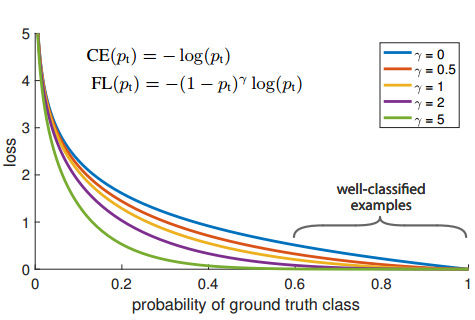 CE(pt) = − log(pt)
FL(pt) = −(1 − pt)γ log(pt)
γ = 0
γ = 0.5
γ = 1
γ = 2
γ = 5
well-classified
examples
5
4
3
2
1
0
loss
0 0.2 0.4 0.6 0.8 1
probability of ground truth class